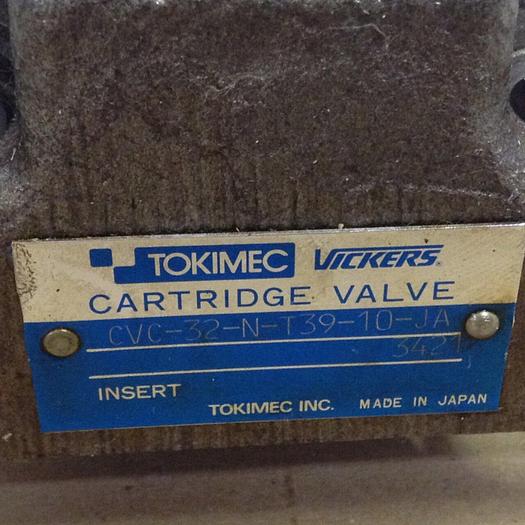 TOKIMEC VICKERS
CARTRIDGE VALVE
CVC-32-N-T39-10-JA
3421
INSERT
TOKIMEC INC. MADE IN JAPAN